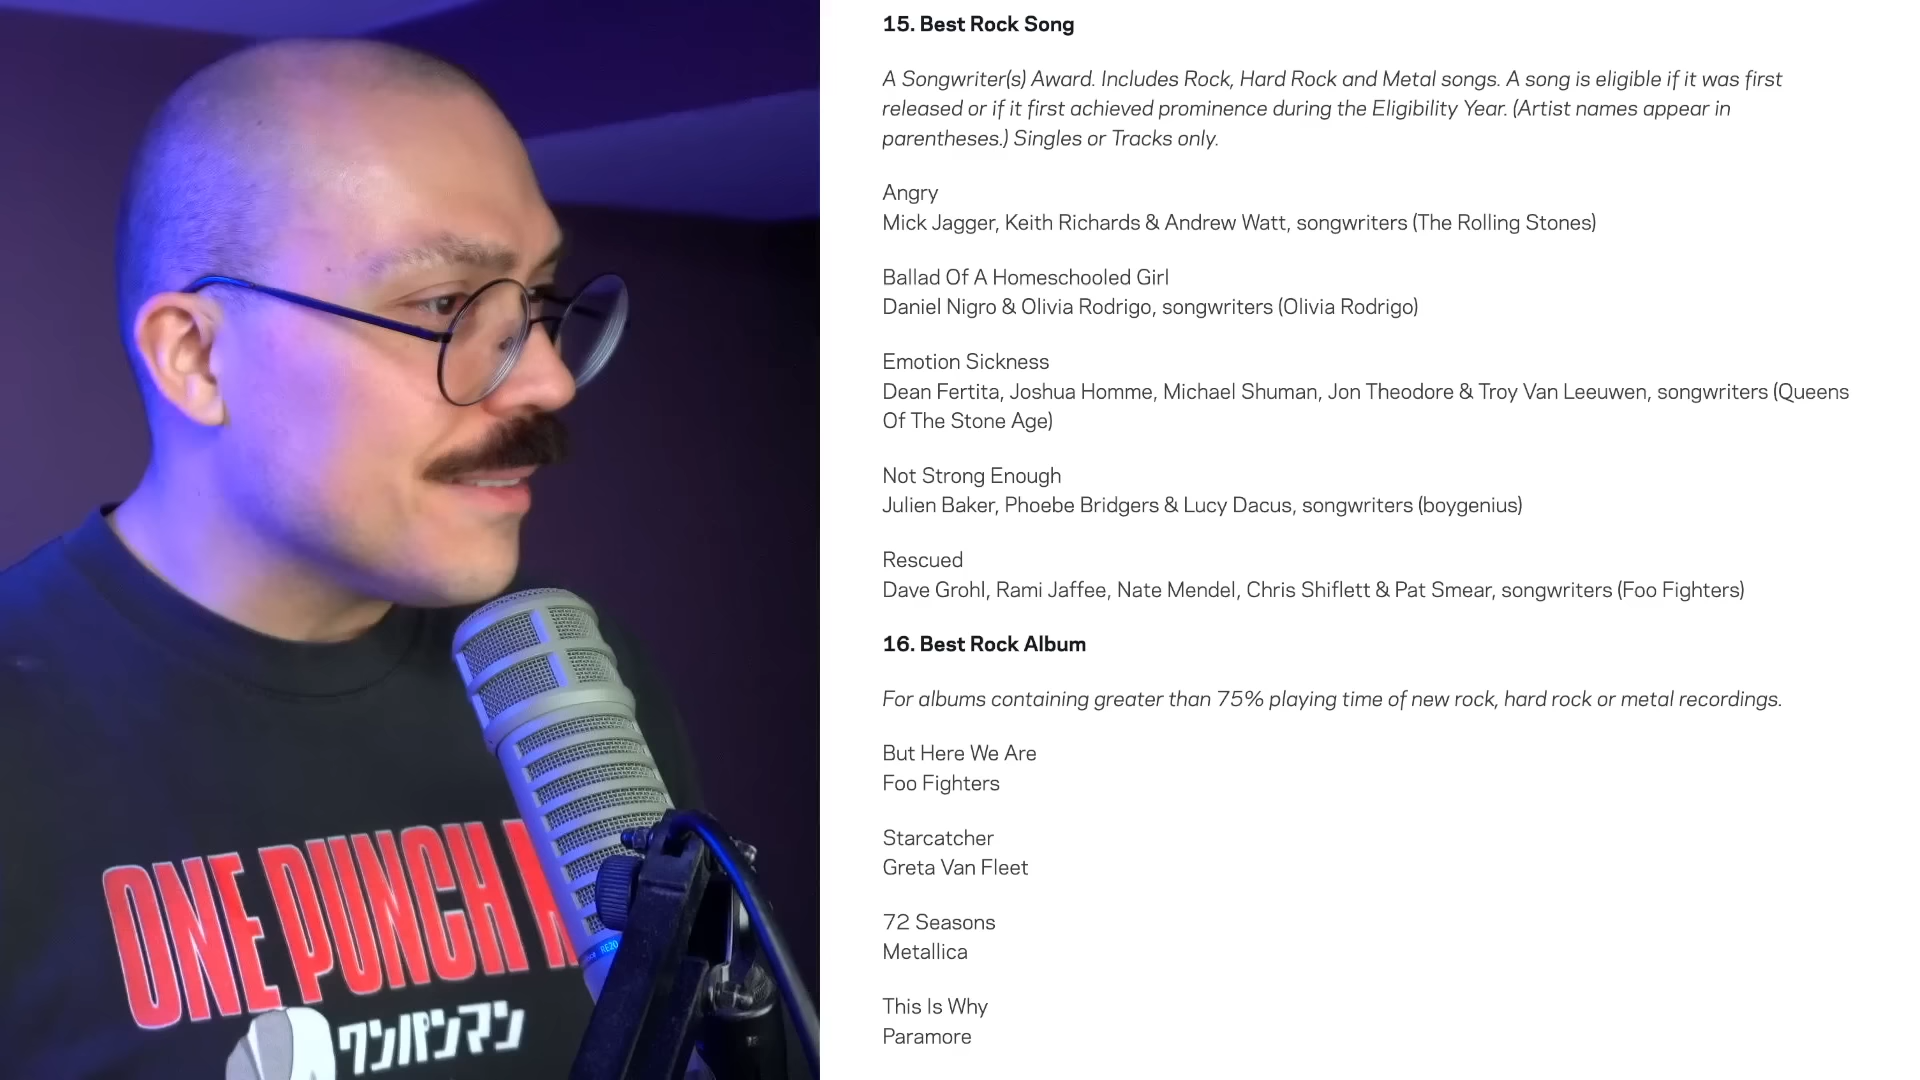 15. Best Rock Song
A Songwriter(s) Award. Includes Rock, Hard Rock and Metal songs. A song is eligible if it was first
released or if it first achieved prominence during the Eligibility Year. (Artist names appear in
parentheses.) Singles or Tracks only.
Angry
Mick Jagger, Keith Richards & Andrew Watt, songwriters (The Rolling Stones)
Ballad Of A Homeschooled Girl
Daniel Nigro & Olivia Rodrigo, songwriters (Olivia Rodrigo)
Emotion Sickness
Dean Fertita, Joshua Homme, Michael Shuman, Jon Theodore & Troy Van Leeuwen, songwriters (Queens
Of The Stone Age)
Not Strong Enough
Julien Baker, Phoebe Bridgers & Lucy Dacus, songwriters (boygenius)
Rescued
Dave Grohl, Rami Jaffee, Nate Mendel, Chris Shiflett & Pat Smear, songwriters (Foo Fighters)
16. Best Rock Album
For albums containing greater than 75% playing time of new rock, hard rock or metal recordings.
But Here We Are
Foo Fighters
Starcatcher
Greta Van Fleet
72 Seasons
Metallica
This Is Why
Paramore
ONE PUNCH
ワンパンマン
RE20